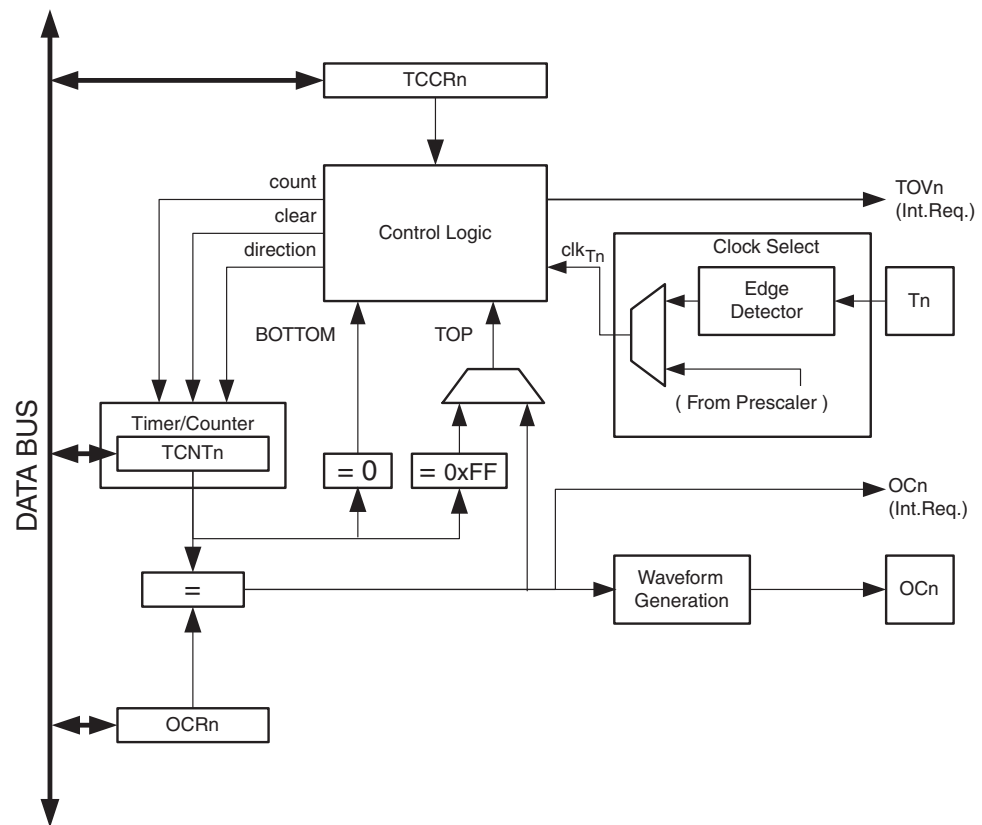 TCCRn
count
clear
direction
Control Logic
TOVn
(Int.Req.)
clkTn
Clock Select
Edge
Detector
Tn
( From Prescaler )
BOTTOM
TOP
DATA BUS
Timer/Counter
TCNTn
= 0
= 0xFF
OCn
(Int.Req.)
=
Waveform
Generation
OCn
OCRn